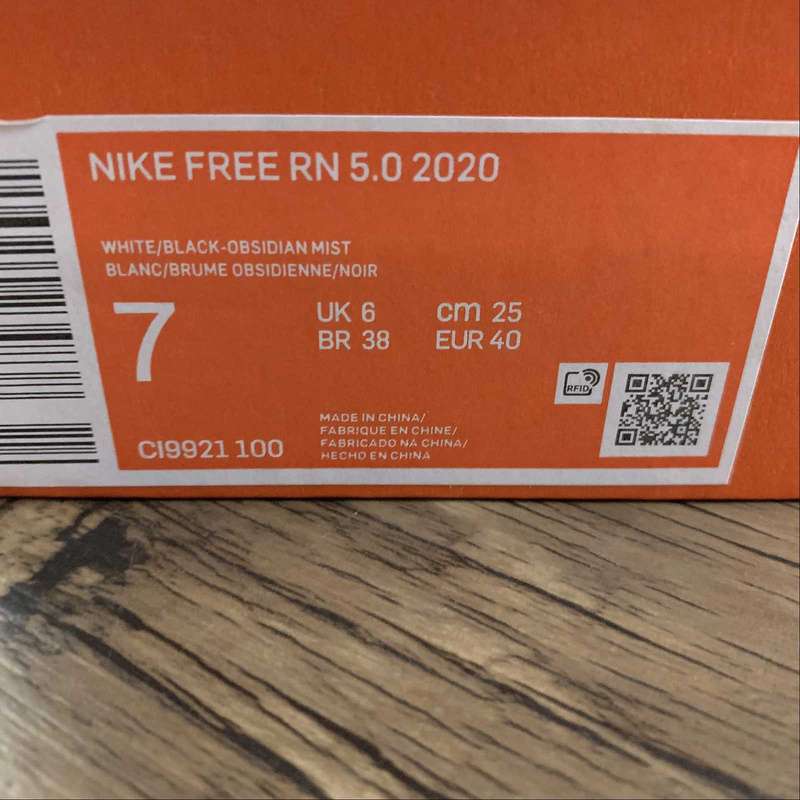 NIKE FREE RN 5.0 2020
WHITE/BLACK-OBSIDIAN MIST
BLANC/BRUME OBSIDIENNE/NOIR
7
UK 6 cm 25
BR 38 EUR 40
RFID
MADE IN CHINA/
FABRIQUE EN CHINE/
FABRICADO NA CHINA/
HECHO EN CHINA
CI9921 100